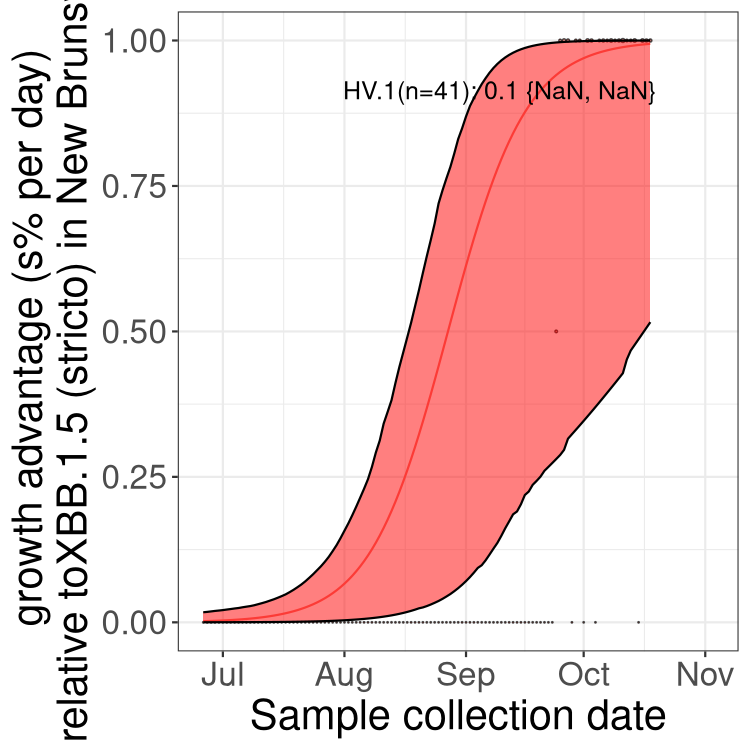 growth advantage (s% per day)
relative toXBB.1.5 (stricto) in New Bruns
1.00
0.75
0.50
0.25
0.00
HV.1(n=41): 0.1 {NaN, NaN}
Jul Aug Sep Oct Nov
Sample collection date